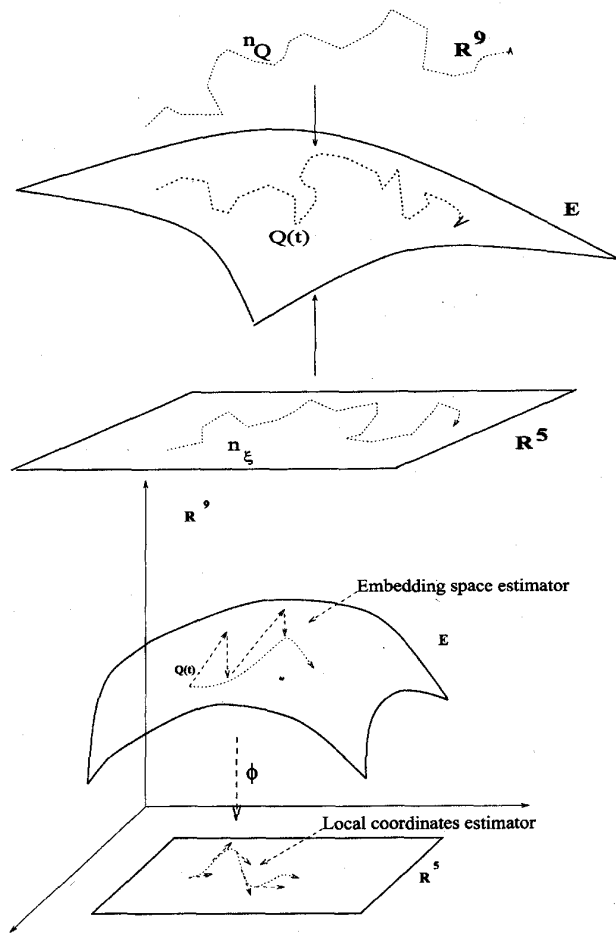 n_Q
R^9
E
Q(t)
n_ξ
R^5
R^9
Embedding space estimator
E
Q(t)
ϕ
Local coordinates estimator
R^5